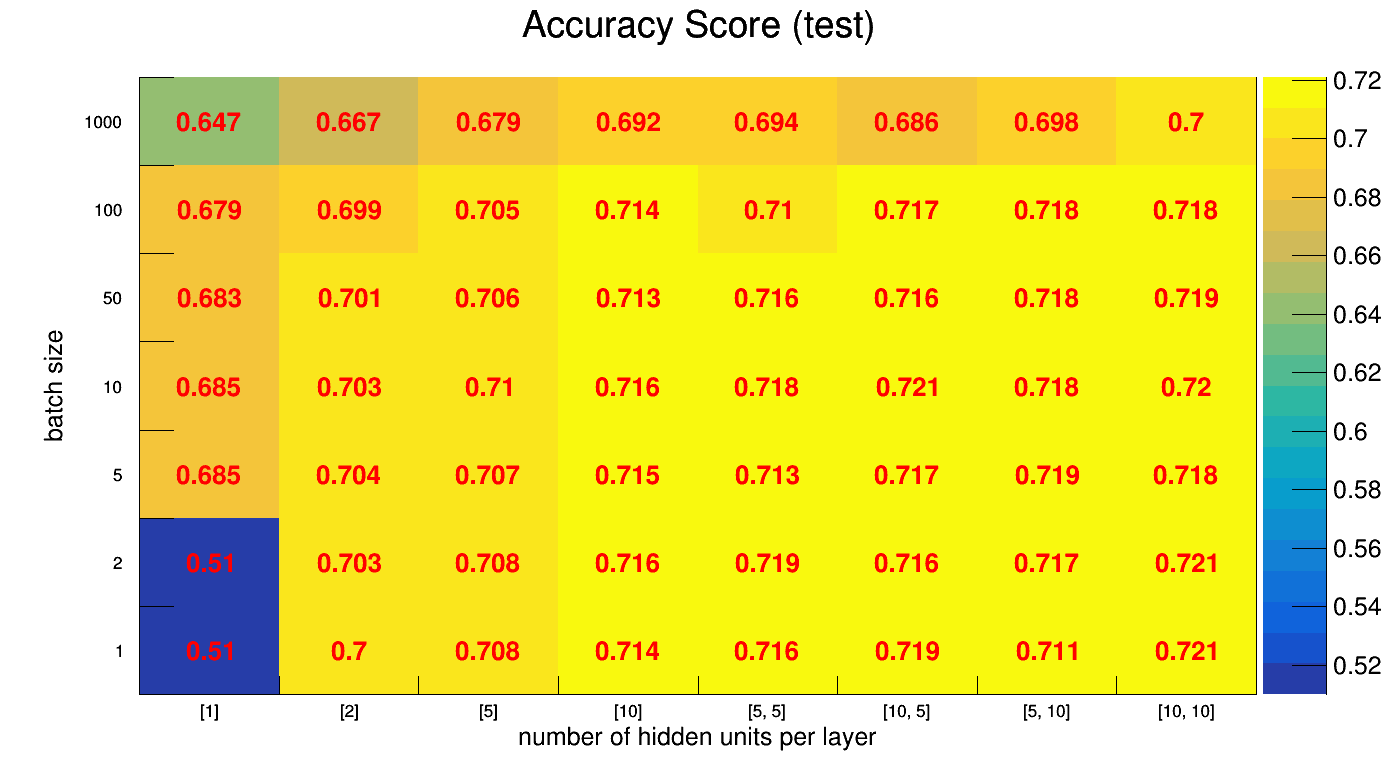 Accuracy Score (test)
1000 0.647 0.667 0.679 0.692 0.694 0.686 0.698 0.7
100 0.679 0.699 0.705 0.714 0.71 0.717 0.718 0.718
50 0.683 0.701 0.706 0.713 0.716 0.716 0.718 0.719
10 0.685 0.703 0.71 0.716 0.718 0.721 0.718 0.72
5 0.685 0.704 0.707 0.715 0.713 0.717 0.719 0.718
2 0.51 0.703 0.708 0.716 0.719 0.716 0.717 0.721
1 0.51 0.7 0.708 0.714 0.716 0.719 0.711 0.721
[1] [2] [5] [10] [5, 5] [10, 5] [5, 10] [10, 10]
number of hidden units per layer
batch size
0.72
0.7
0.68
0.66
0.64
0.62
0.6
0.58
0.56
0.54
0.52